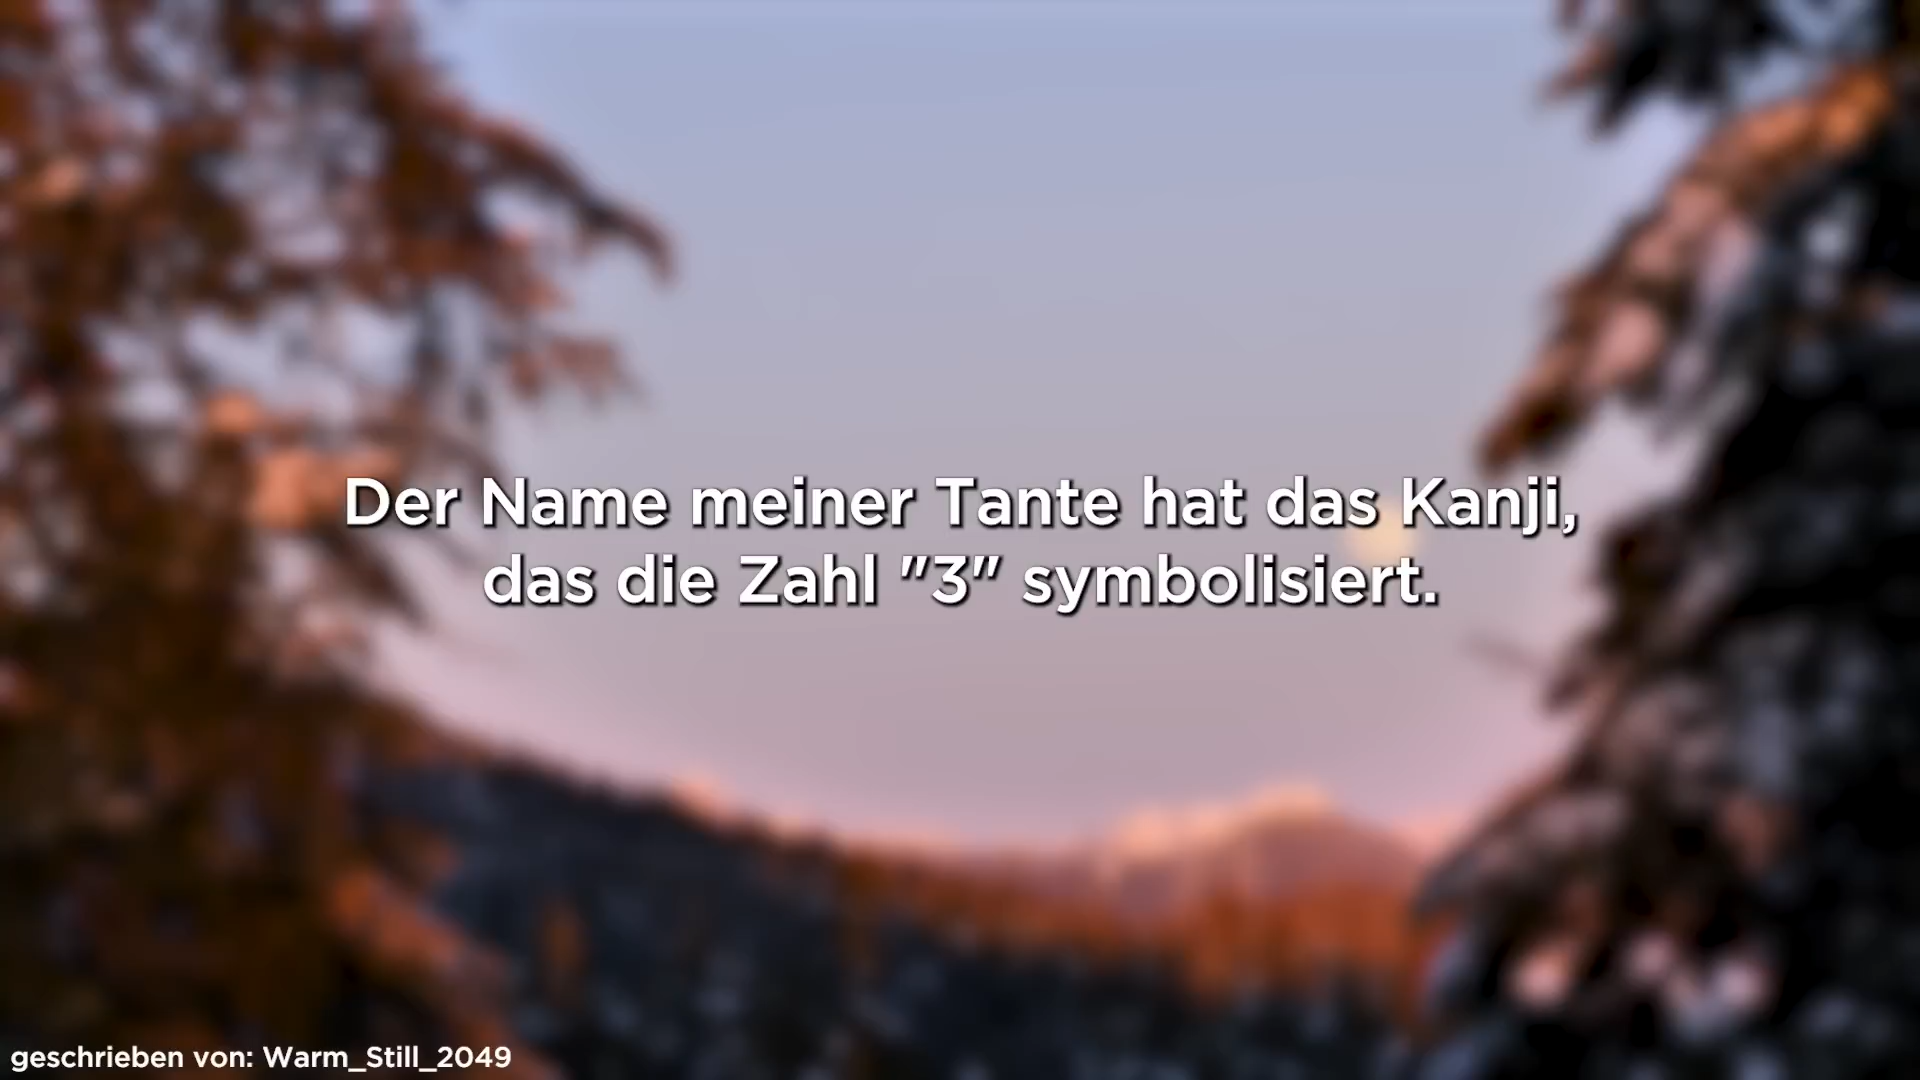 Der Name meiner Tante hat das Kanji,
das die Zahl "3" symbolisiert.
geschrieben von: Warm_Still_2049